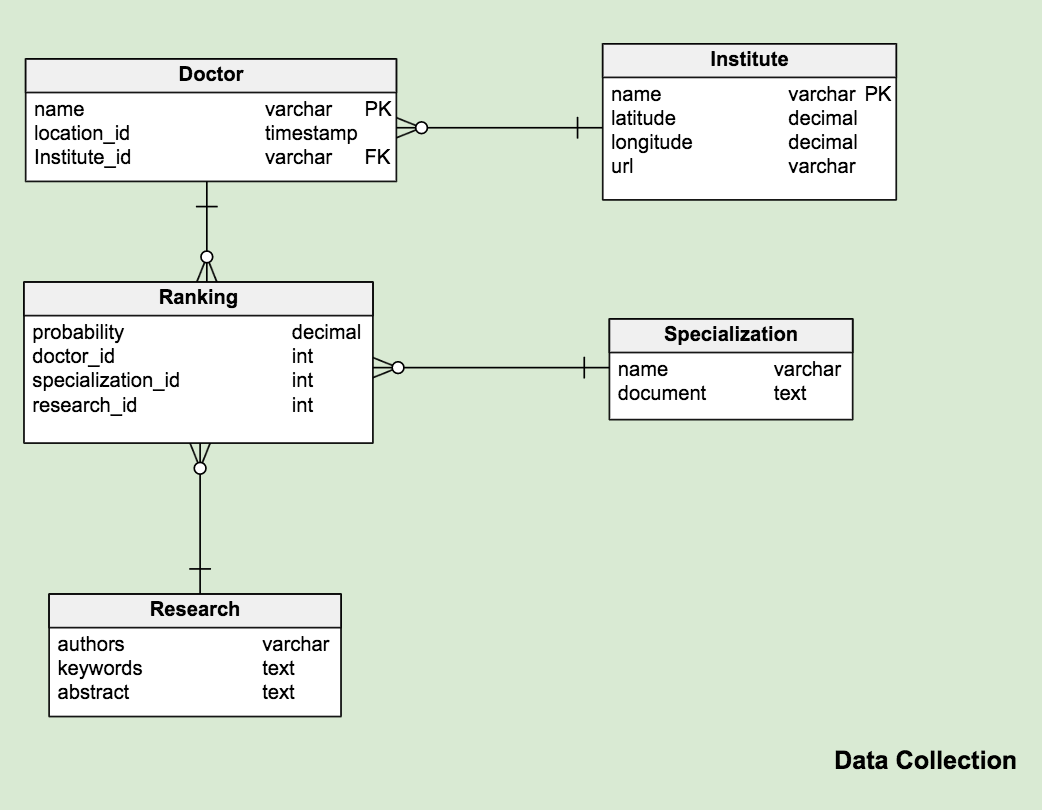 Doctor
name varchar PK
location_id timestamp
Institute_id varchar FK
Institute
name varchar PK
latitude decimal
longitude decimal
url varchar
Ranking
probability decimal
doctor_id int
specialization_id int
research_id int
Specialization
name varchar
document text
Research
authors varchar
keywords text
abstract text
Data Collection